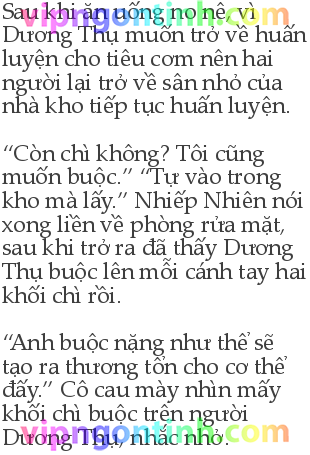 Sau khi ăn uống no nê, vì
Dương Thụ muốn trở về huấn
luyện cho tiêu cơm nên hai
người lại trở về sân nhỏ của
nhà kho tiếp tục huấn luyện.
“Còn chì không? Tôi cũng
muốn buộc.” “Tự vào trong
kho mà lấy.” Nhiếp Nhiên nói
xong liền về phòng rửa mặt,
sau khi trở ra đã thấy Dương
Thụ buộc lên mỗi cánh tay hai
khối chì rồi.
“Anh buộc nặng như thể sẽ
tạo ra thương tổn cho cơ thể
đấy.” Cô cau mày nhìn mấy
khối chì buộc trên người
Dương Thụ, nhắc nhở.
vipngontinh.com
vipngontinh.com
vipngontinh.com